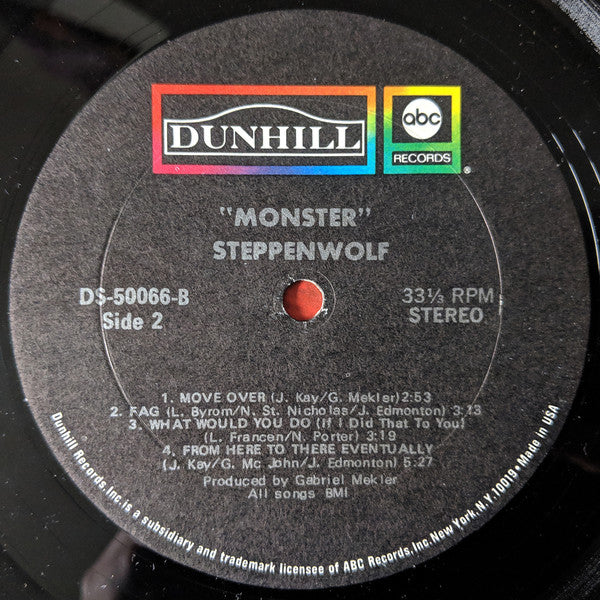 DUNHILL
abc
RECORDS
®
"MONSTER"
STEPPENWOLF
DS-50066-B
Side 2
33⅓ RPM
STEREO
1. MOVE OVER (J. Kay/G. Mekler) 2:53
2. FAG (L. Byrom/N. St. Nicholas/J. Edmonton) 3:13
3. WHAT WOULD YOU DO (If I Did That To You)
(L. Francen/N. Porter) 3:19
4. FROM HERE TO THERE EVENTUALLY
(J. Kay/G. Mc John/J. Edmonton) 5:27
Produced by Gabriel Mekler
All songs BMI
Dunhill Records, Inc. is a subsidiary and trademark licensee of ABC Records, Inc. New York, N.Y. 10019 • Made in USA